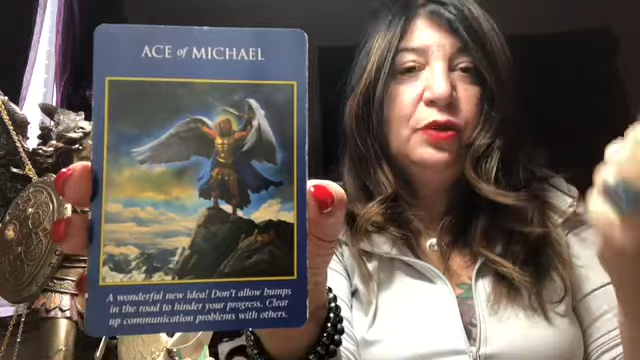 ACE of MICHAEL
A wonderful new idea! Don't allow bumps
in the road to hinder your progress. Clear
up communication problems with others.